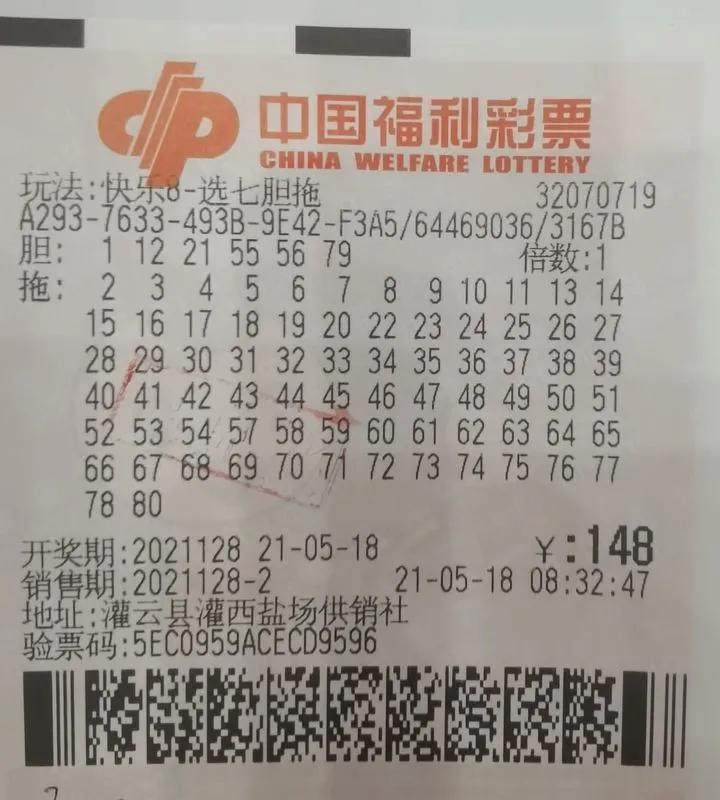 中国福利彩票
CHINA WELFARE LOTTERY
玩法:快乐8-选七胆拖 32070719
A293-7633-493B-9E42-F3A5/64469036/3167B
胆: 1 12 21 55 56 79 倍数:1
拖: 2 3 4 5 6 7 8 9 10 11 13 14
15 16 17 18 19 20 22 23 24 25 26 27
28 29 30 31 32 33 34 35 36 37 38 39
40 41 42 43 44 45 46 47 48 49 50 51
52 53 54 57 58 59 60 61 62 63 64 65
66 67 68 69 70 71 72 73 74 75 76 77
78 80
开奖期:2021128 21-05-18 ¥:148
销售期:2021128-2 21-05-18 08:32:47
地址:灌云县灌西盐场供销社
验票码:5EC0959ACECD9596